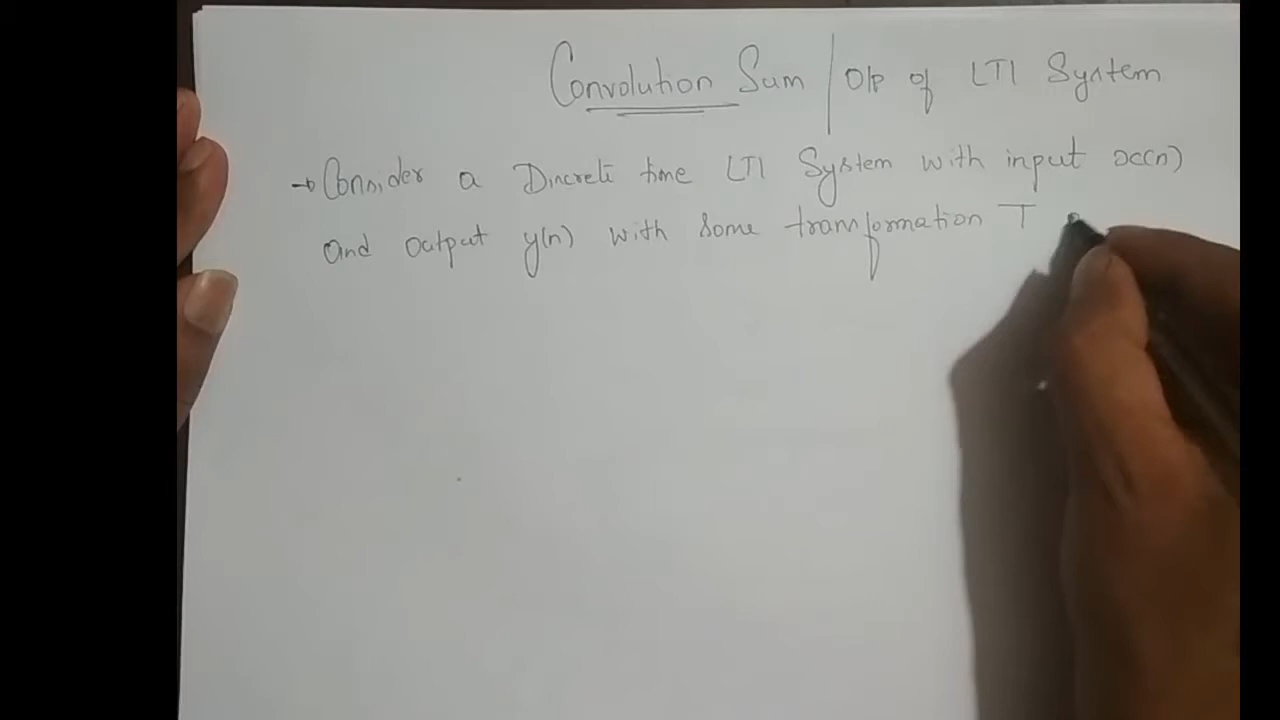 Convolution Sum | O/P of LTI System
→ Consider a Discrete time LTI System with input x(n)
and output y(n) with some transformation T